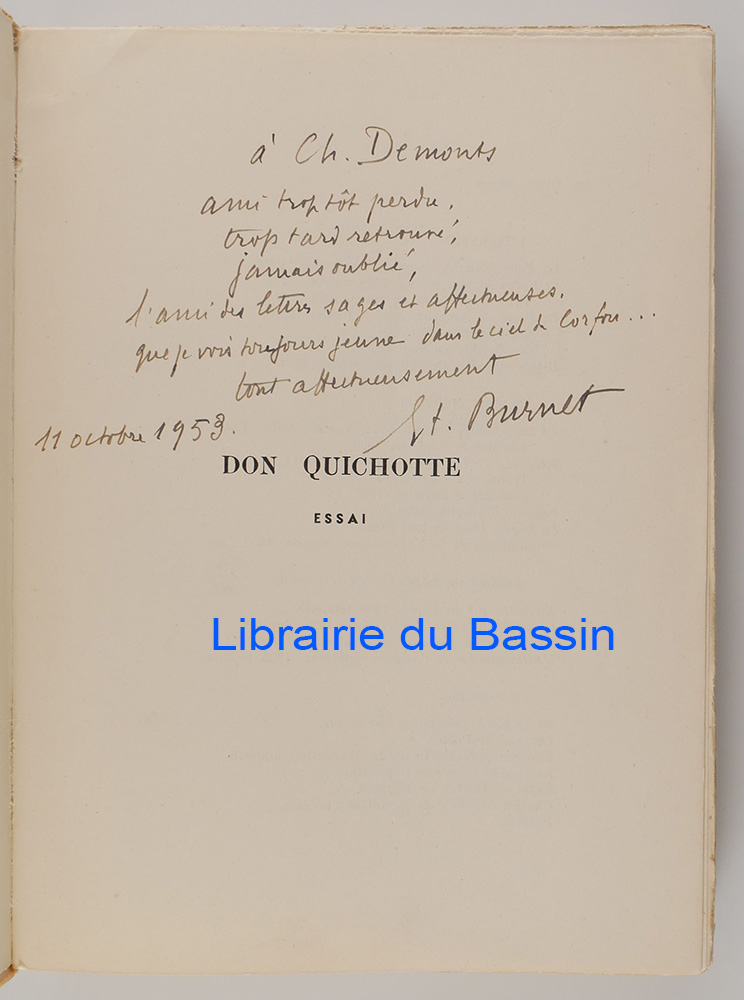 à Ch. Demonts
ami trop tôt perdu,
trop tard retrouvé,
jamais oublié,
l'ami des lettres sages et affectueuses,
que je vois toujours jeune dans le ciel de Corfou...
tout affectueusement
Et. Burnet
11 octobre 1953.
DON QUICHOTTE
ESSAI
Librairie du Bassin